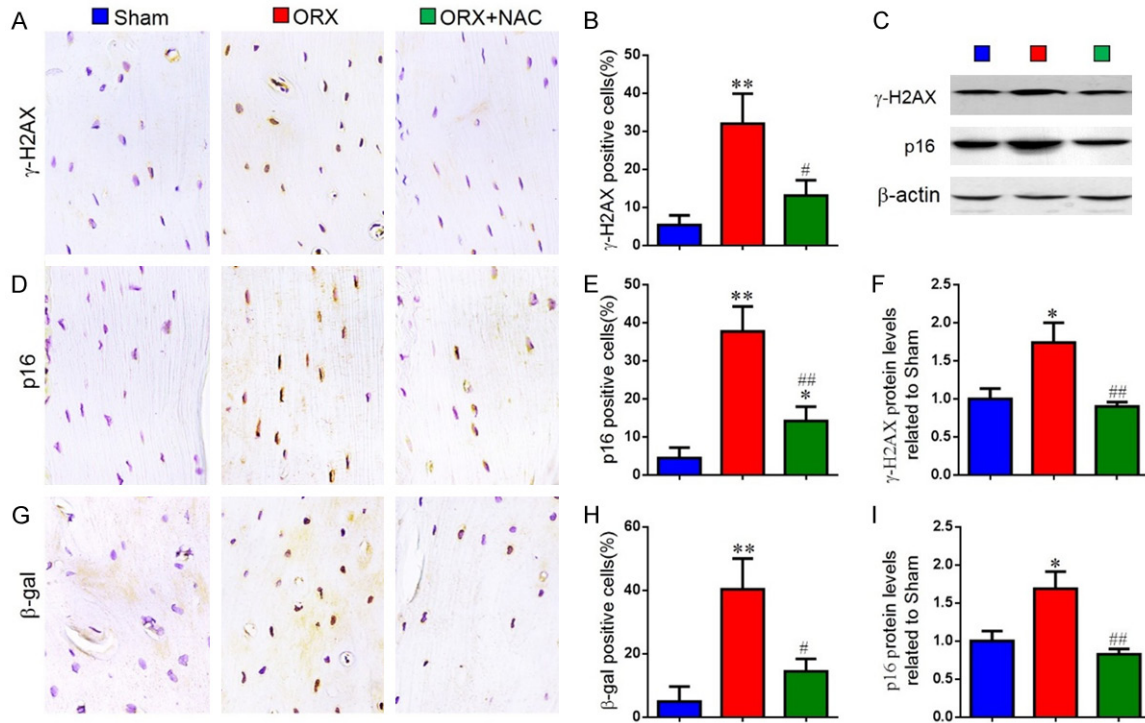 Sham ORX ORX+NAC
A
γ-H2AX
B
γ-H2AX positive cells(%)
50
40
30
20
10
0
**
#
C
γ-H2AX
p16
β-actin
D
p16
E
p16 positive cells(%)
60
40
20
0
**
##
*
F
γ-H2AX protein levels
related to Sham
2.5
2.0
1.5
1.0
0.5
0.0
*
##
G
β-gal
H
β-gal positive cells(%)
60
40
20
0
**
#
I
p16 protein levels
related to Sham
2.5
2.0
1.5
1.0
0.5
0.0
*
##